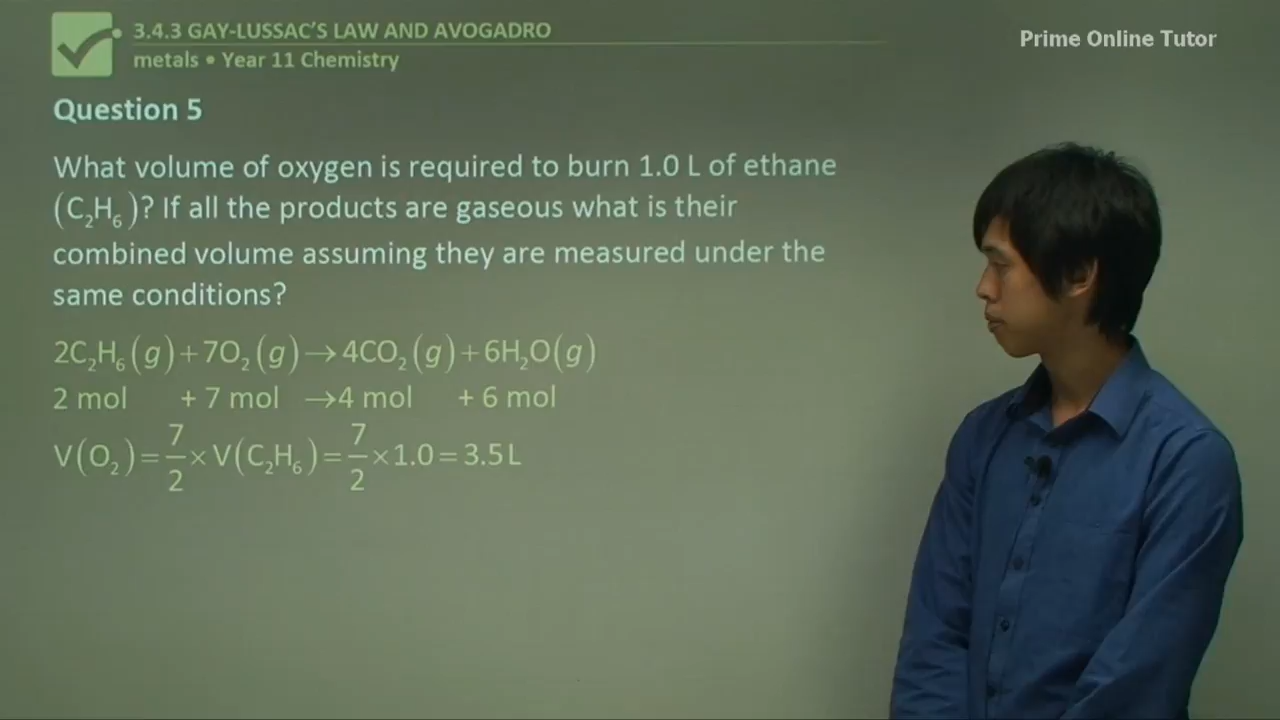 3.4.3 GAY-LUSSAC'S LAW AND AVOGADRO
metals • Year 11 Chemistry
Prime Online Tutor
Question 5
What volume of oxygen is required to burn 1.0 L of ethane
(C₂H₆)? If all the products are gaseous what is their
combined volume assuming they are measured under the
same conditions?
2C₂H₆(g)+7O₂(g)→4CO₂(g)+6H₂O(g)
2 mol + 7 mol →4 mol + 6 mol
V(O₂)=7/2×V(C₂H₆)=7/2×1.0=3.5L